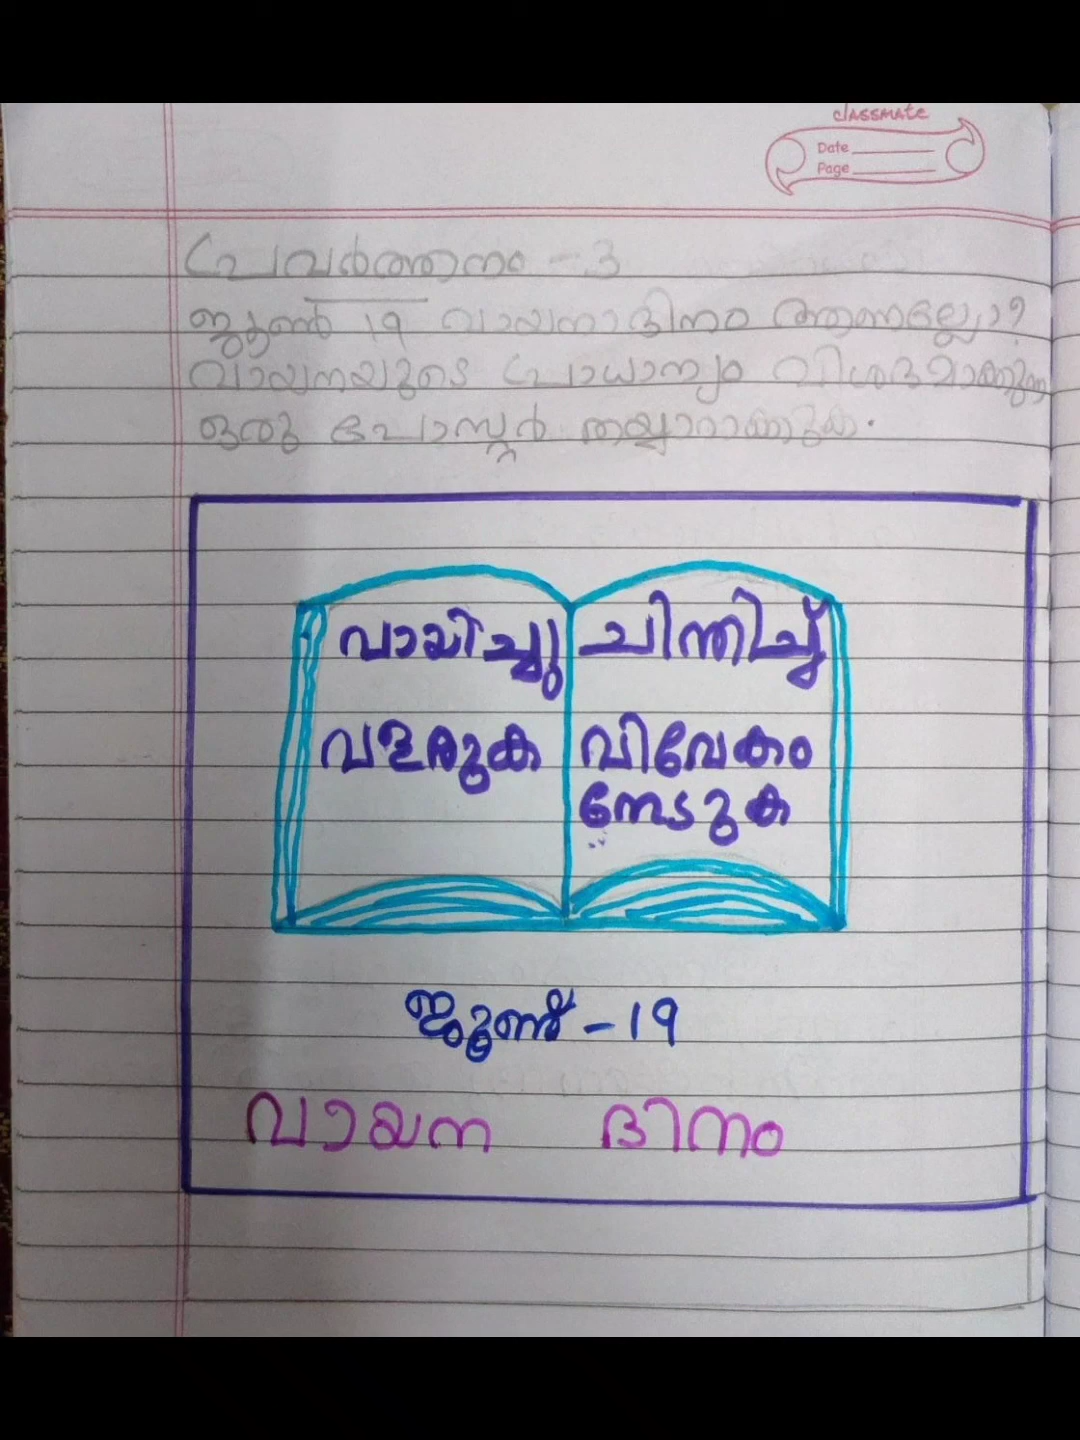 classmate
Date
Page
പ്രവർത്തനം - 3
ജൂൺ 19 വായനാദിനം ആണല്ലോ?
വായനയുടെ പ്രാധാന്യം വിശദമാക്കുന്ന
ഒരു പോസ്റ്റർ തയ്യാറാക്കുക.
വായിച്ചു ചിന്തിച്ച്
വളരുക വിവേകം
നേടുക
ജൂൺ - 19
വായന ദിനം